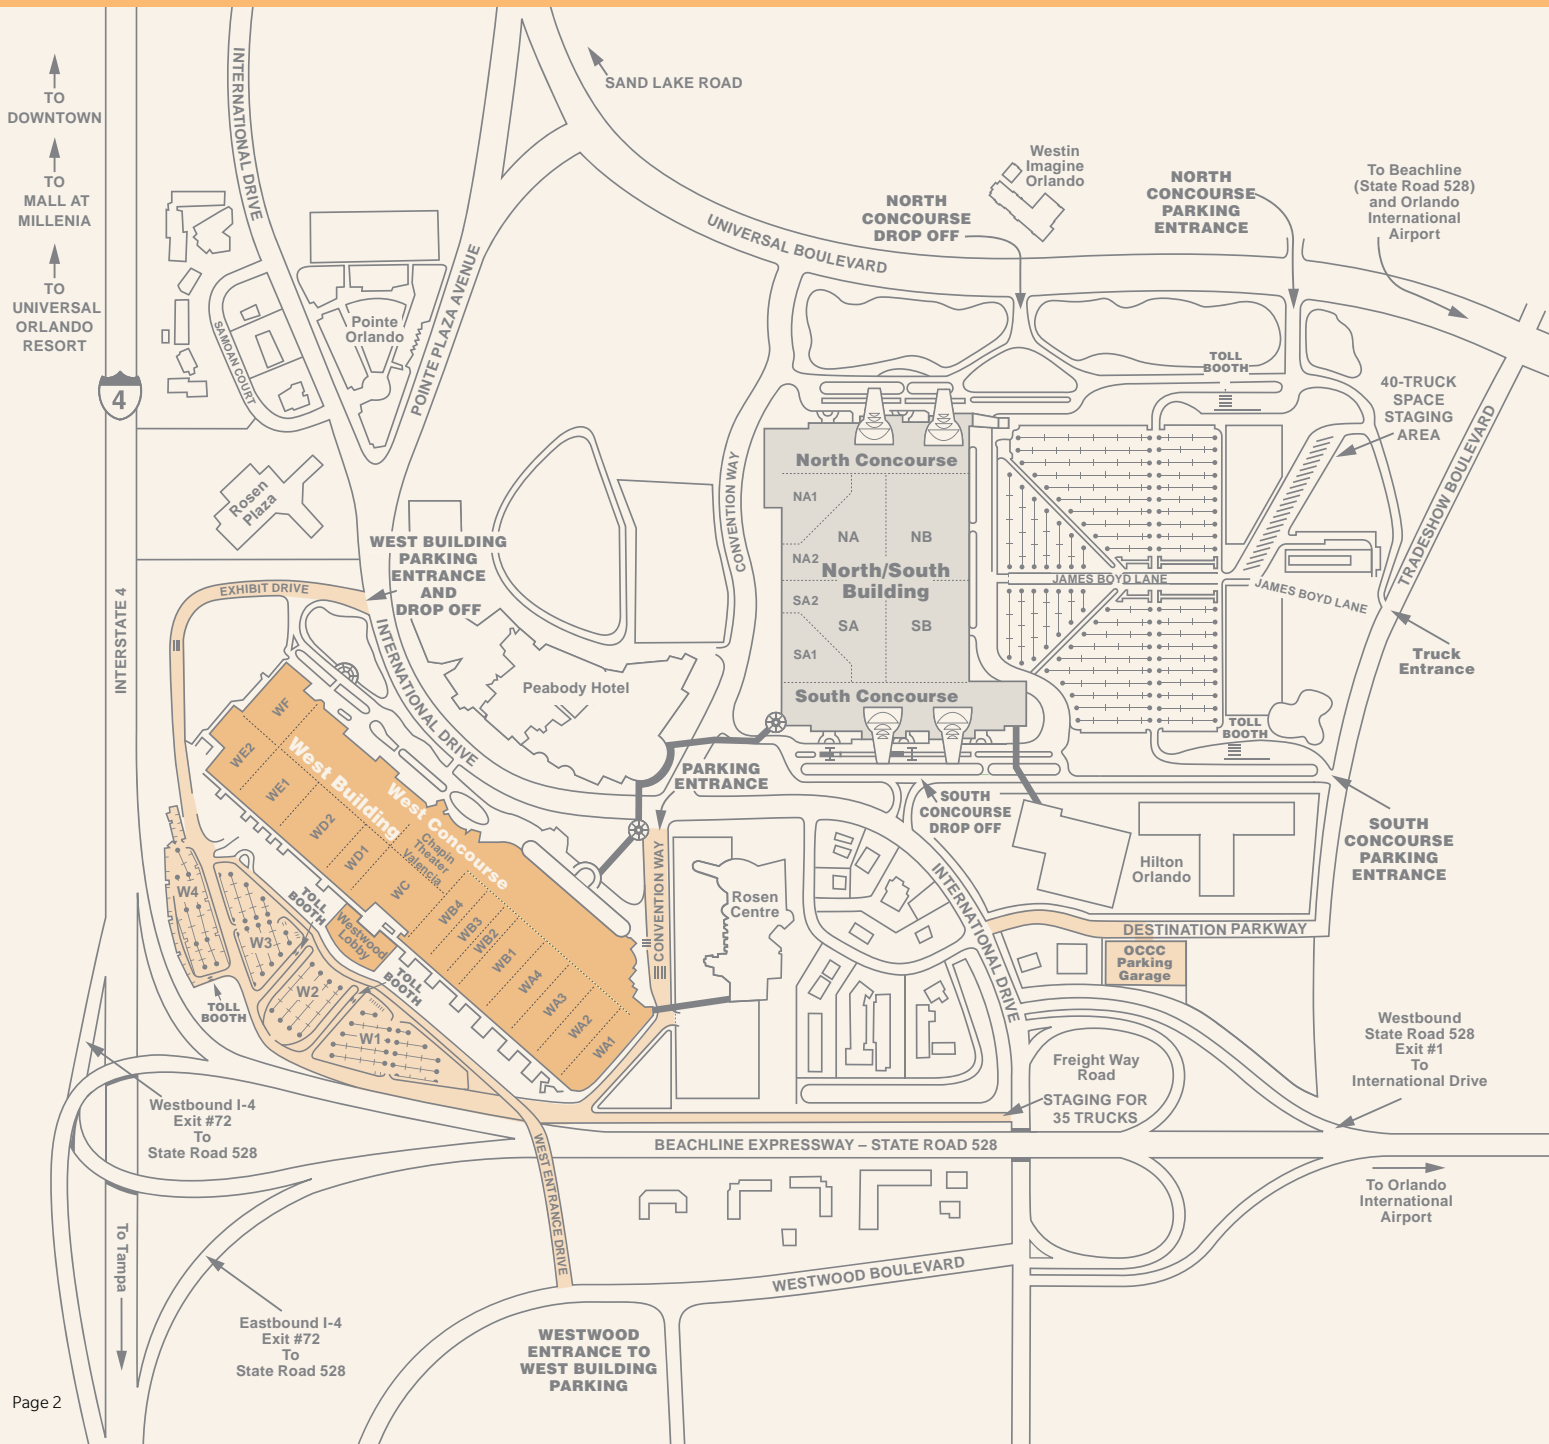 TO
DOWNTOWN
TO
MALL AT
MILLENIA
TO
UNIVERSAL
ORLANDO
RESORT
4
INTERSTATE 4
To Tampa
INTERNATIONAL DRIVE
SAND LAKE ROAD
UNIVERSAL BOULEVARD
Westin
Imagine
Orlando
NORTH
CONCOURSE
DROP OFF
NORTH
CONCOURSE
PARKING
ENTRANCE
To Beachline
(State Road 528)
and Orlando
International
Airport
Pointe
Orlando
POINTE PLAZA AVENUE
SAMOAN COURT
TOLL
BOOTH
40-TRUCK
SPACE
STAGING
AREA
TRADESHOW BOULEVARD
Rosen
Plaza
CONVENTION WAY
North Concourse
NA1
NA
NB
NA2
North/South
Building
SA2
SA
SB
SA1
South Concourse
WEST BUILDING
PARKING
ENTRANCE
AND
DROP OFF
EXHIBIT DRIVE
JAMES BOYD LANE
JAMES BOYD LANE
Truck
Entrance
INTERNATIONAL DRIVE
Peabody Hotel
TOLL
BOOTH
WF
WE2
WE1
WD2
WD1
WC
West Building
West Concourse
Chapin
Theater
Valencia
WB4
WB3
WB2
WB1
WA4
WA3
WA2
WA1
PARKING
ENTRANCE
SOUTH
CONCOURSE
DROP OFF
SOUTH
CONCOURSE
PARKING
ENTRANCE
Hilton
Orlando
CONVENTION WAY
Rosen
Centre
INTERNATIONAL DRIVE
DESTINATION PARKWAY
OCCC
Parking
Garage
W4
W3
W2
W1
TOLL
BOOTH
Westwood
Lobby
TOLL
BOOTH
TOLL
BOOTH
Westbound
State Road 528
Exit #1
To
International Drive
Freight Way
Road
STAGING FOR
35 TRUCKS
Westbound I-4
Exit #72
To
State Road 528
BEACHLINE EXPRESSWAY – STATE ROAD 528
WEST ENTRANCE DRIVE
To Orlando
International
Airport
WESTWOOD BOULEVARD
Eastbound I-4
Exit #72
To
State Road 528
WESTWOOD
ENTRANCE TO
WEST BUILDING
PARKING
Page 2